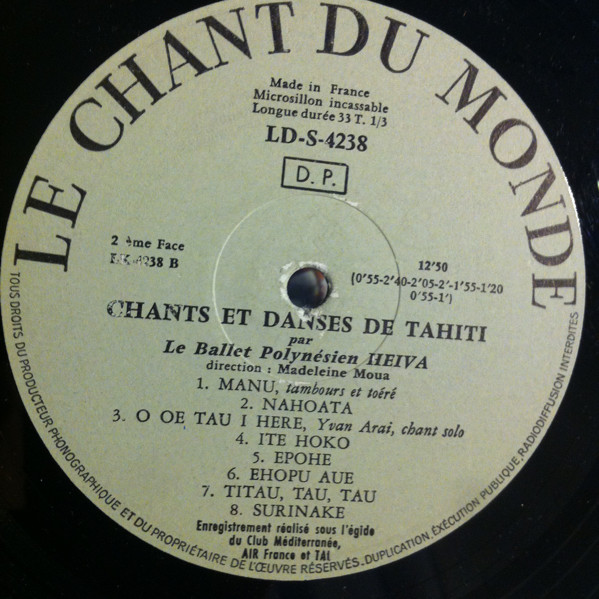 LE CHANT DU MONDE
Made in France
Microsillon incassable
Longue durée 33 T. 1/3
LD-S-4238
D. P.
2 ème Face
4238 B
12'50
(0'55-2'40-2'05-2'-1'55-1'20
0'55-1')
CHANTS ET DANSES DE TAHITI
par
Le Ballet Polynésien HEIVA
direction : Madeleine Moua
1. MANU, tambours et toéré
2. NAHOATA
3. O OE TAU I HERE, Yvan Arai, chant solo
4. ITE HOKO
5. EPOHE
6. EHOPU AUE
7. TITAU, TAU, TAU
8. SURINAKE
Enregistrement réalisé sous l'égide
du Club Méditerranée,
AIR France et TAI
TOUS DROITS DU PRODUCTEUR PHONOGRAPHIQUE ET DU PROPRIÉTAIRE DE L'ŒUVRE RÉSERVÉS. DUPLICATION, EXÉCUTION PUBLIQUE, RADIODIFFUSION INTERDITES